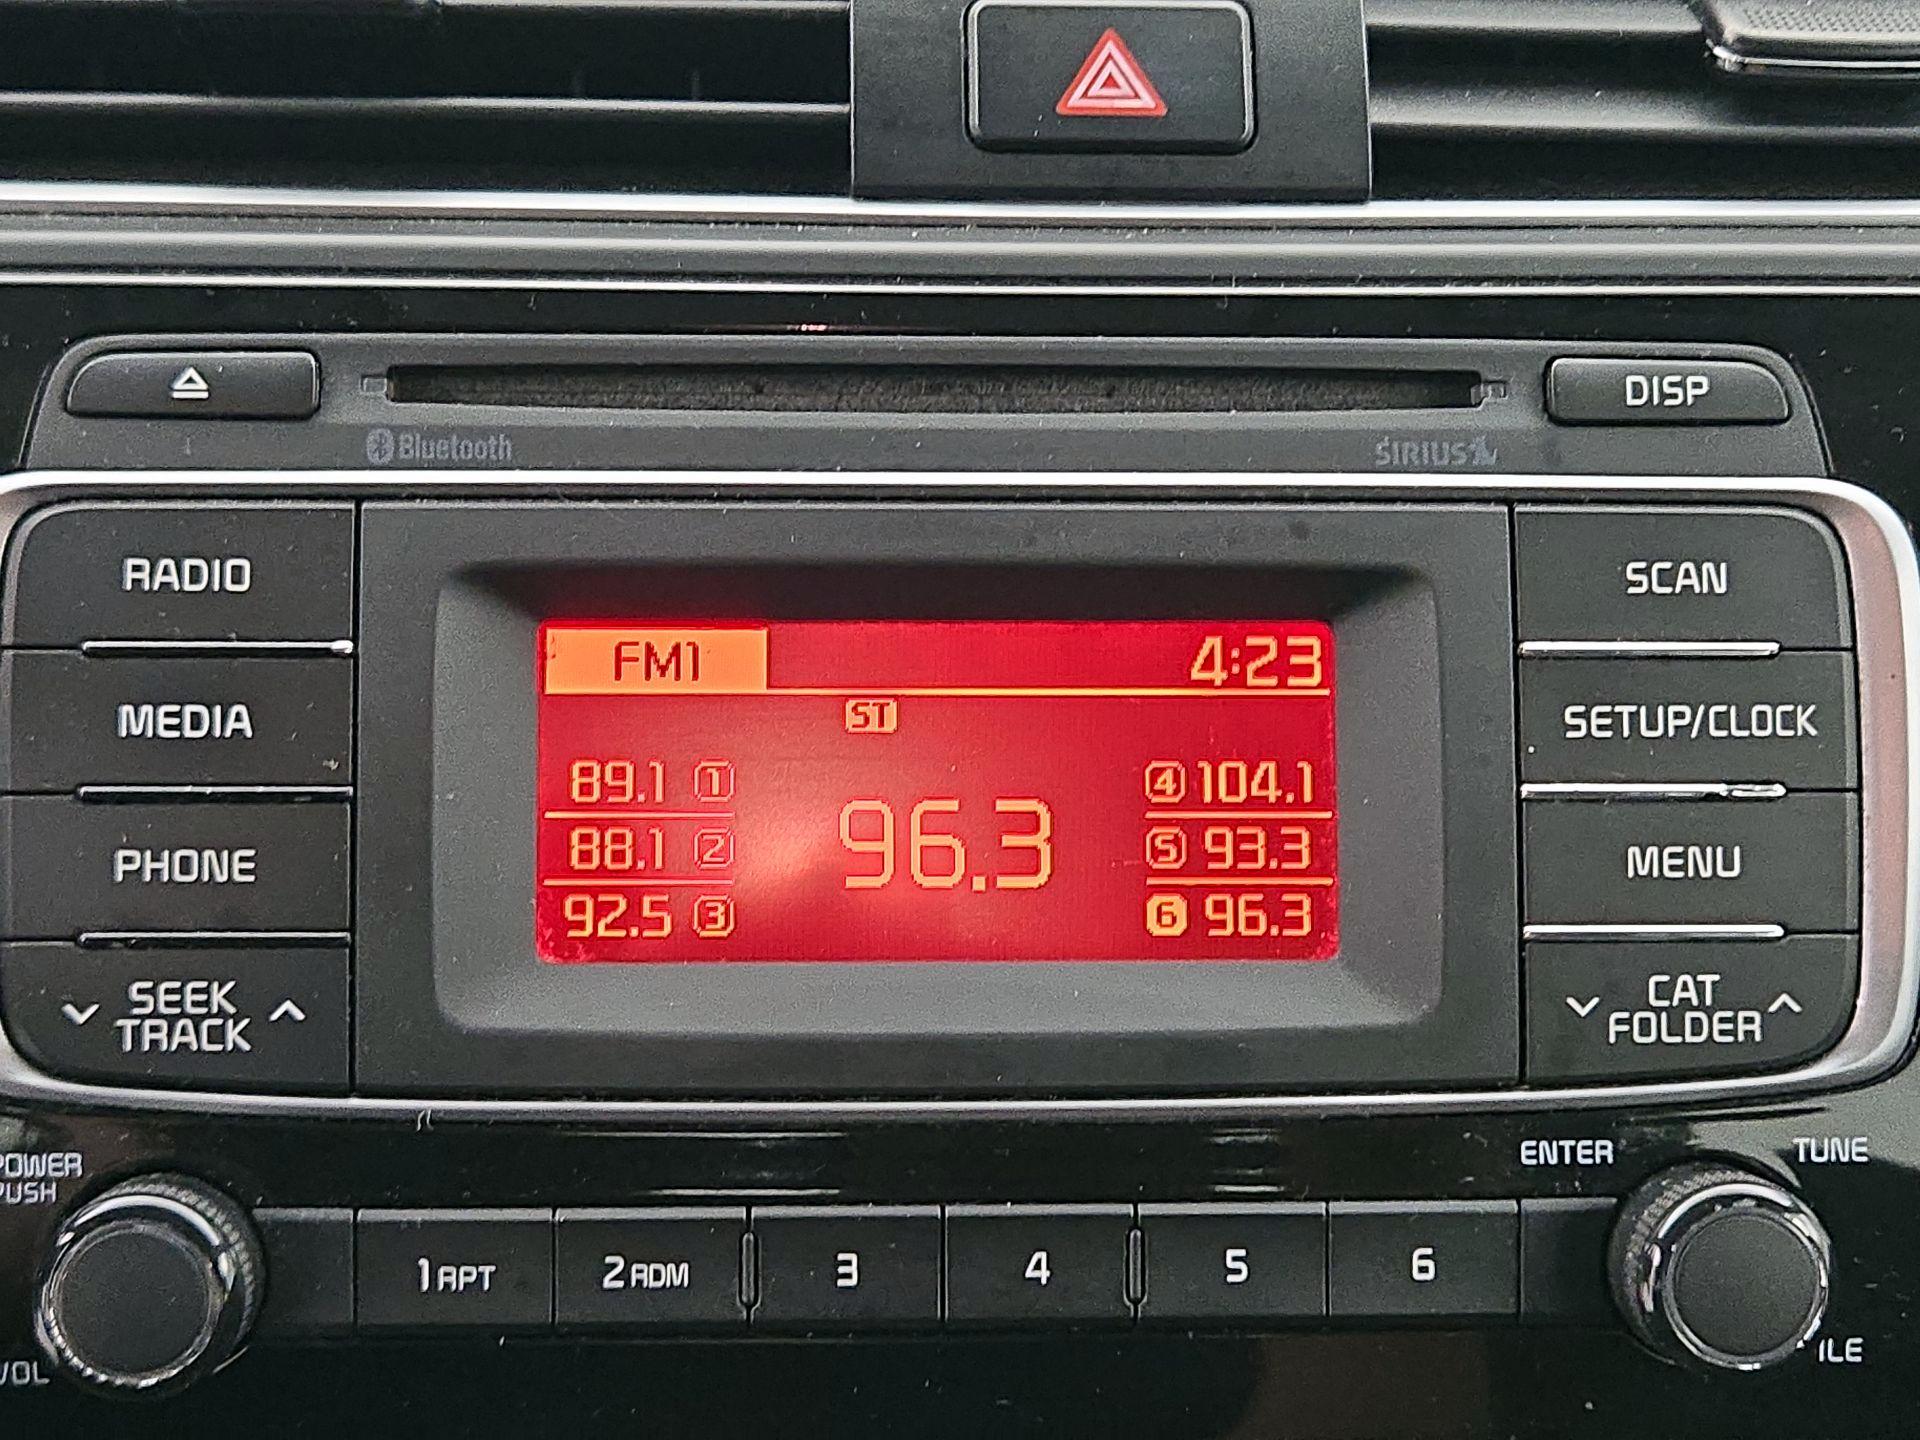 DISP
Bluetooth
SIRIUS
RADIO
MEDIA
PHONE
SEEK
TRACK
FM1
4:23
ST
89.1 1
88.1 2
92.5 3
96.3
4 104.1
5 93.3
6 96.3
SCAN
SETUP/CLOCK
MENU
CAT
FOLDER
POWER
PUSH
VOL
1 RPT
2 RDM
3
4
5
6
ENTER
TUNE
ILE